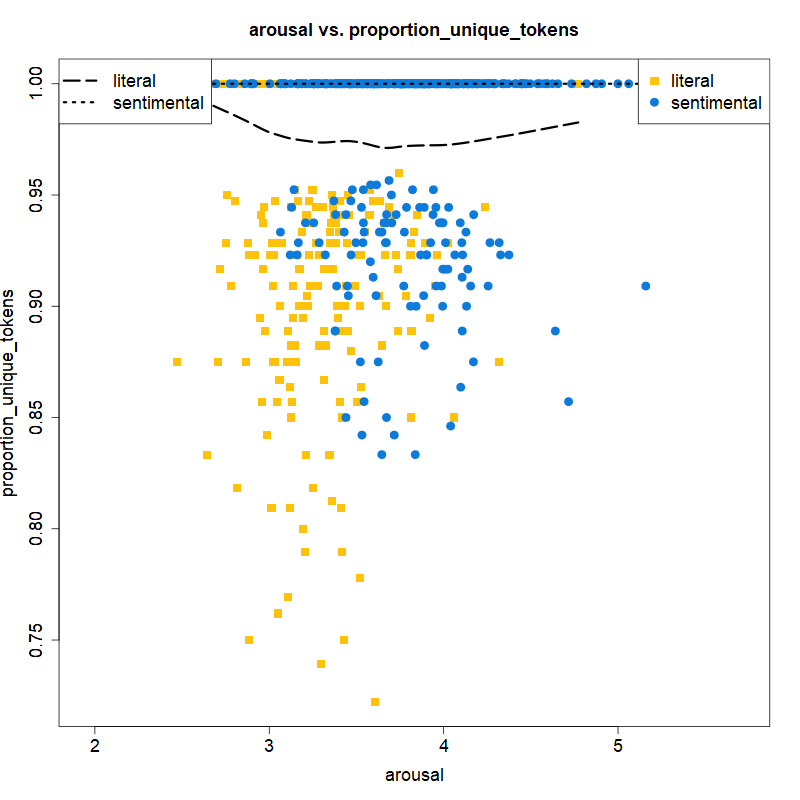 arousal vs. proportion_unique_tokens
literal
sentimental
literal
sentimental
1.00
0.95
0.90
0.85
0.80
0.75
proportion_unique_tokens
2 3 4 5
arousal